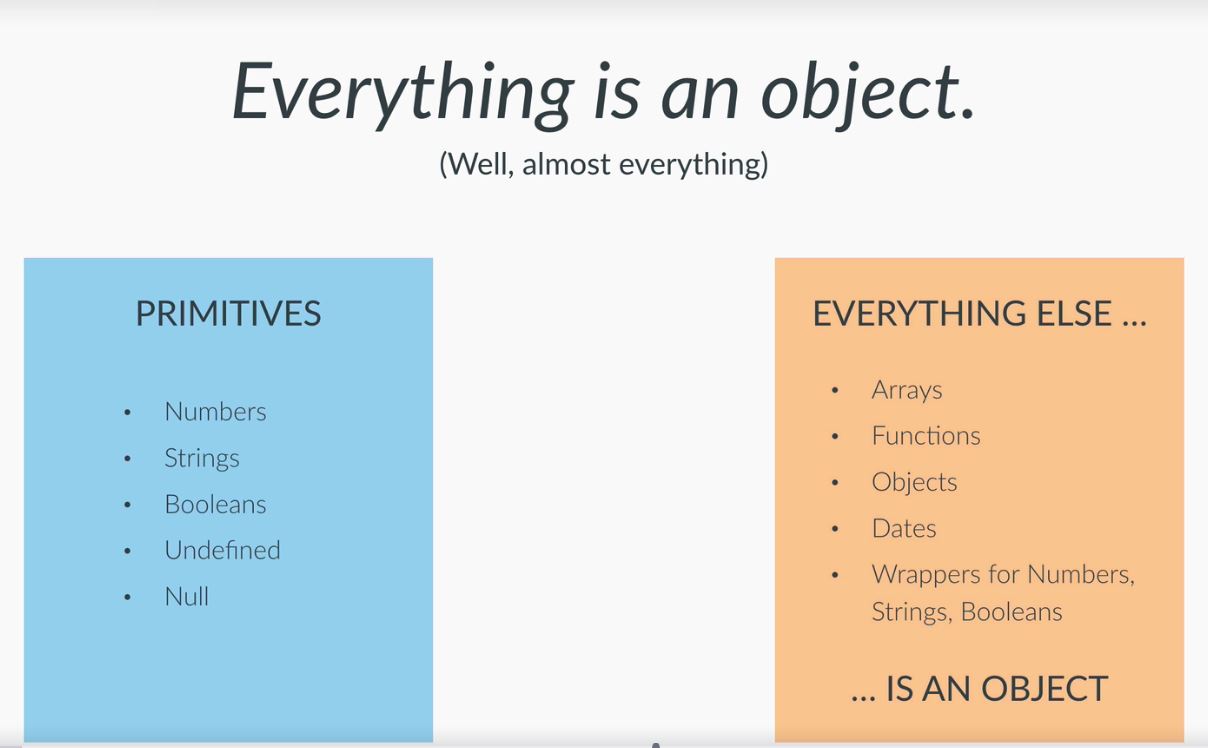 Everything is an object.
(Well, almost everything)
PRIMITIVES
• Numbers
• Strings
• Booleans
• Undefined
• Null
EVERYTHING ELSE ...
• Arrays
• Functions
• Objects
• Dates
• Wrappers for Numbers,
Strings, Booleans
... IS AN OBJECT